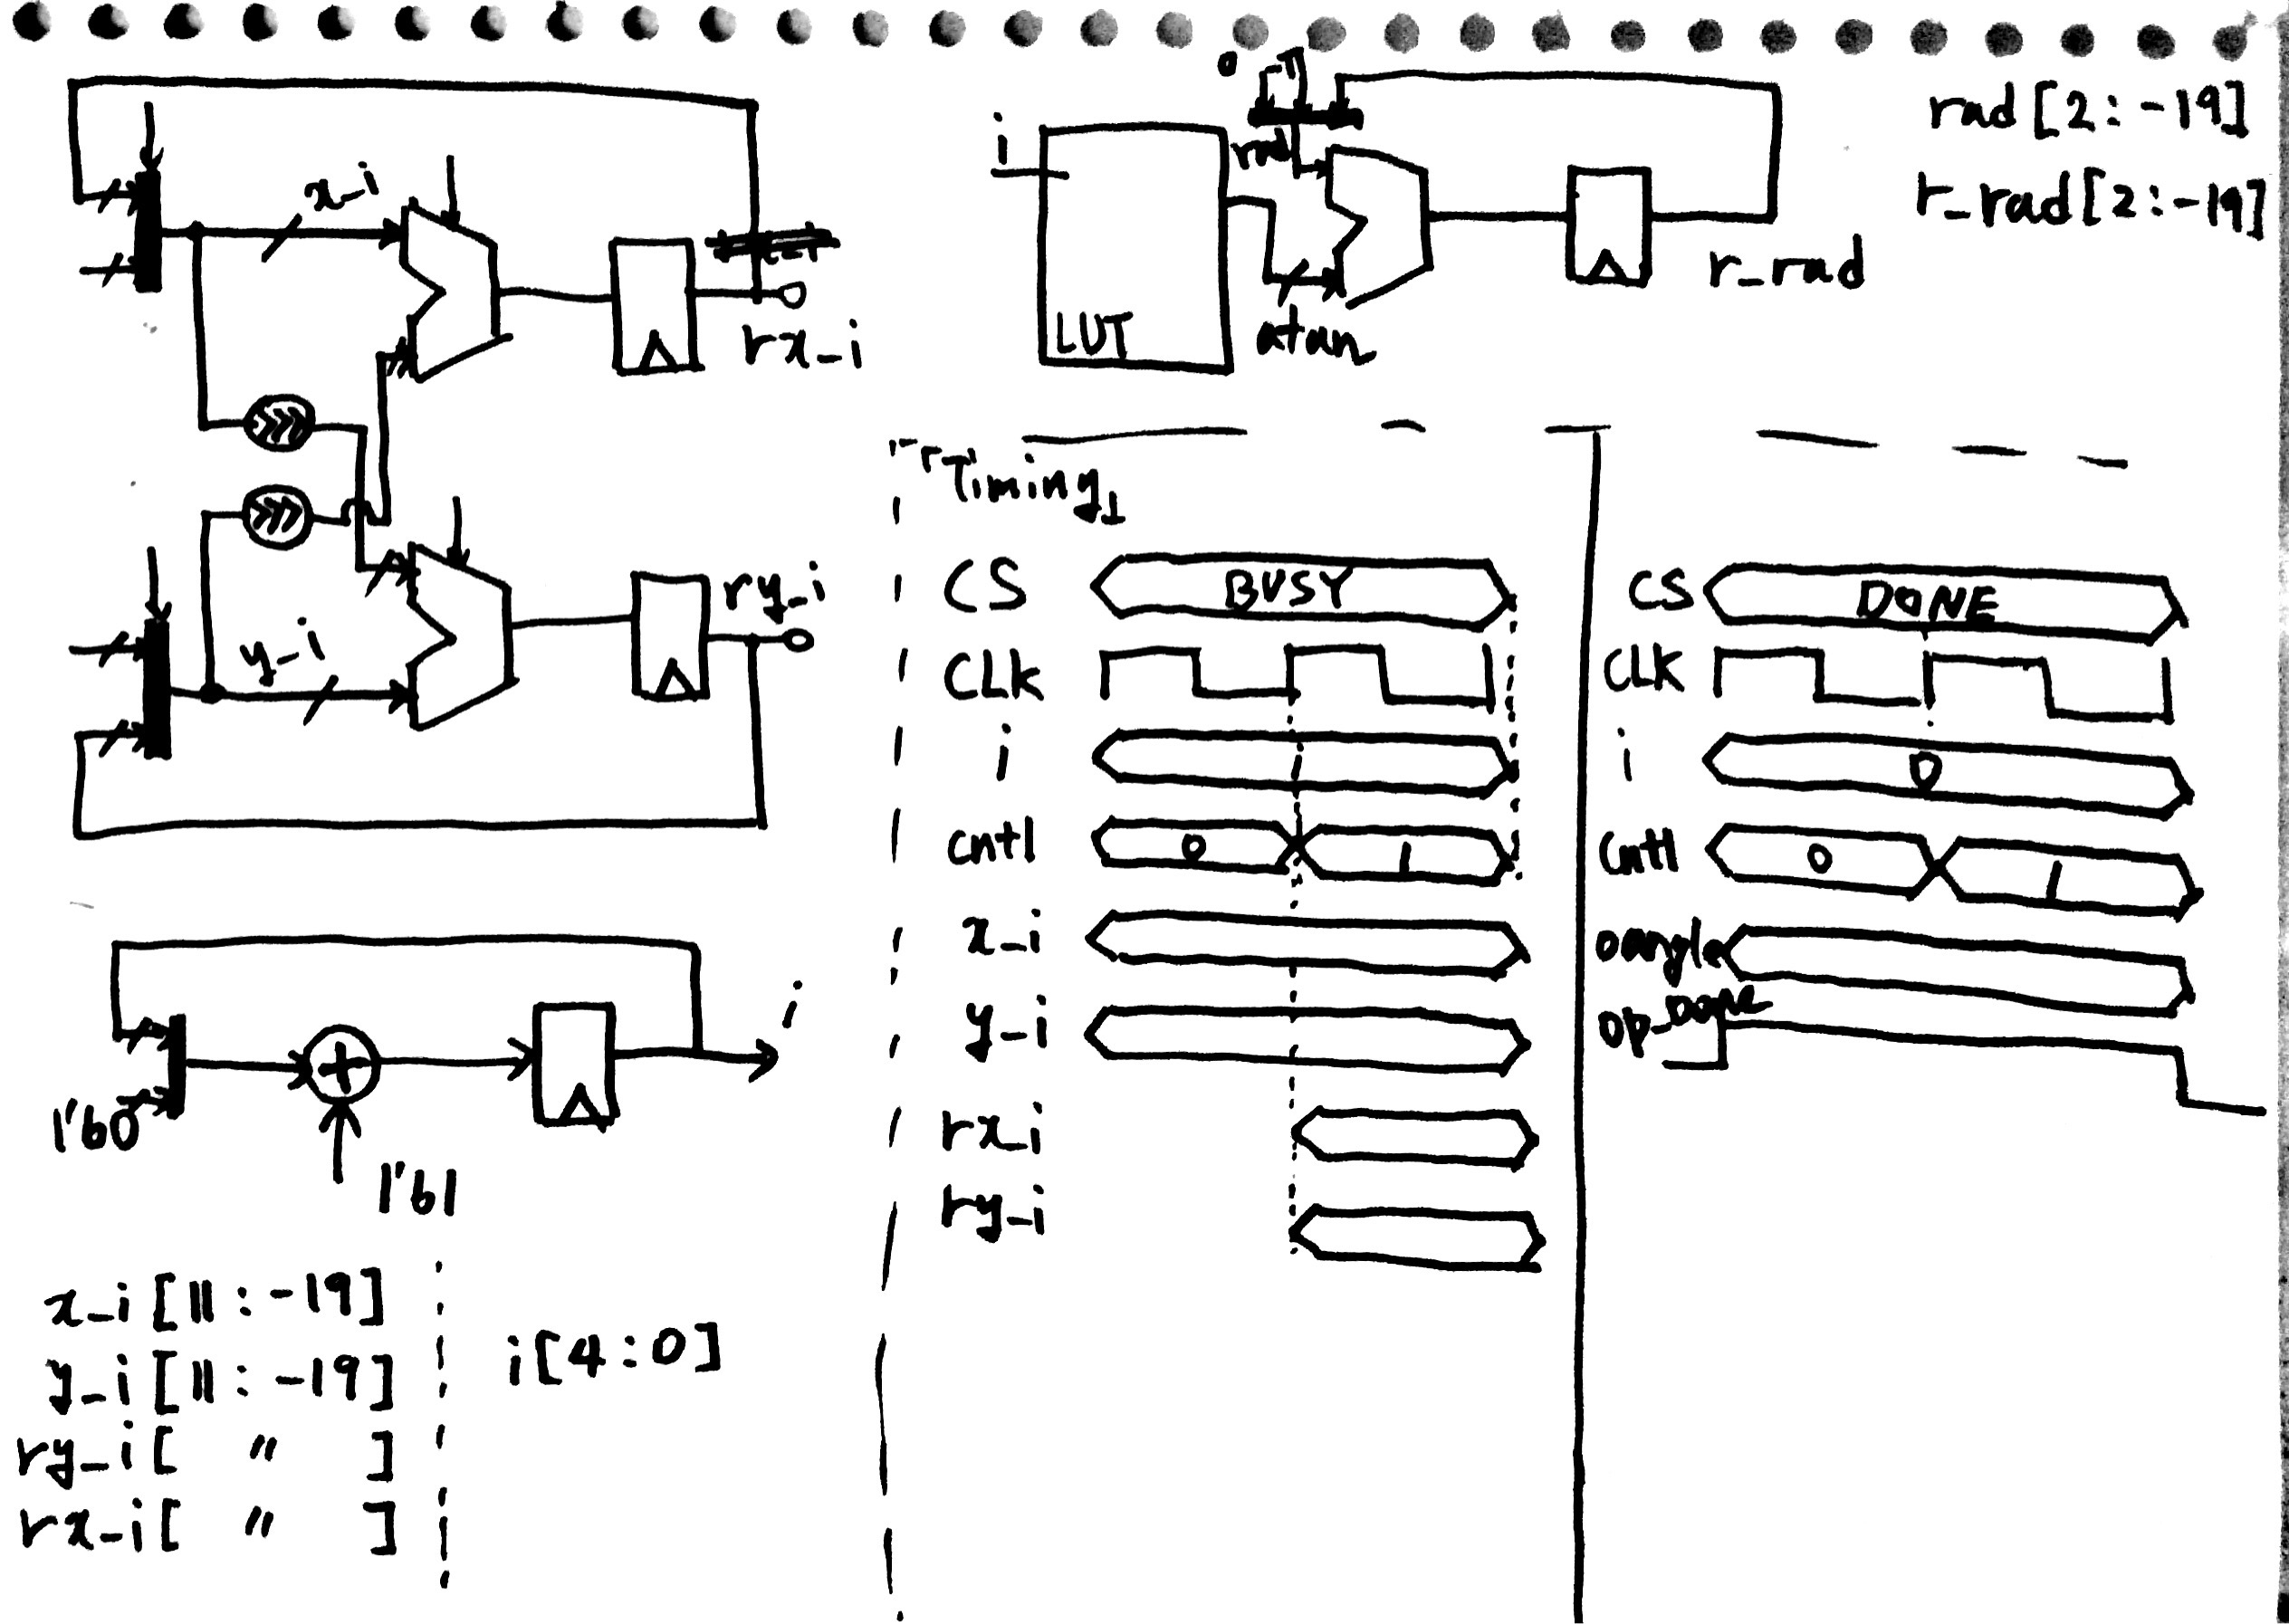 x_i
rx_i
y_i
ry_i
1'b0
1'b1
i
x_i [11 : -19]
y_i [11 : -19]
ry_i [ " ]
rx_i [ " ]
i[4:0]
i
LUT
0
rad
atan
r_rad
rad [2 : -19]
r_rad[2:-19]
Timing
CS BUSY
CLK
i
cntl 0 1
x_i
y_i
rx_i
ry_i
CS DONE
CLK
i 0
cntl 0 1
oangle
op_DONE